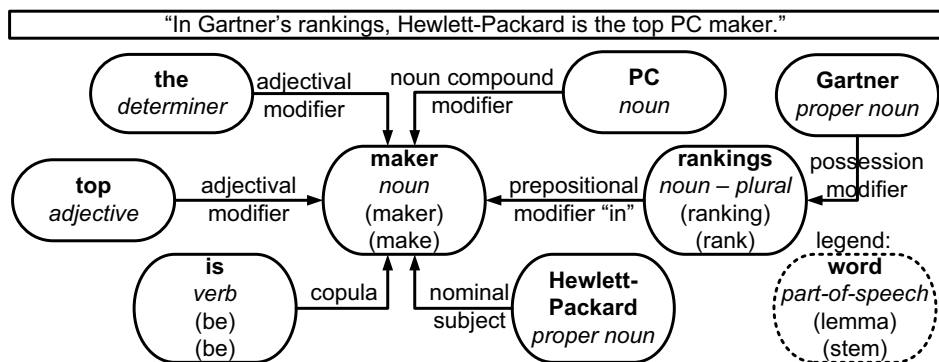 “In Gartner’s rankings, Hewlett-Packard is the top PC maker.”
the
determiner
adjectival
modifier
noun compound
modifier
PC
noun
Gartner
proper noun
top
adjective
adjectival
modifier
maker
noun
(maker)
(make)
prepositional
modifier “in”
rankings
noun – plural
(ranking)
(rank)
possession
modifier
is
verb
(be)
(be)
copula
nominal
subject
Hewlett-
Packard
proper noun
legend:
word
part-of-speech
(lemma)
(stem)